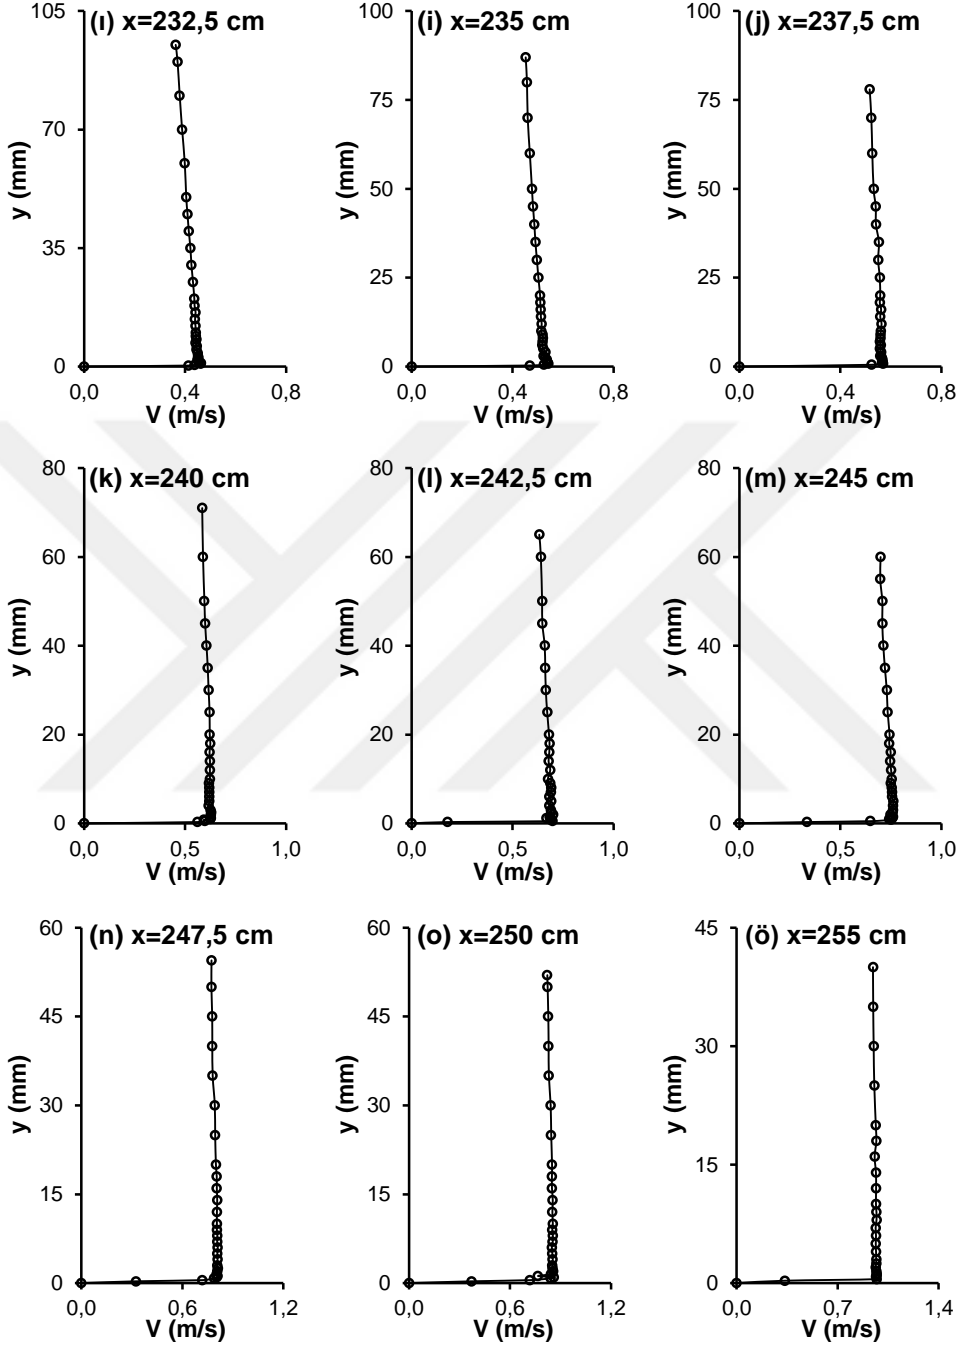 (ı) x=232,5 cm
105
70
35
0
y (mm)
0,0 0,4 0,8
V (m/s)
(i) x=235 cm
100
75
50
25
0
y (mm)
0,0 0,4 0,8
V (m/s)
(j) x=237,5 cm
100
75
50
25
0
y (mm)
0,0 0,4 0,8
V (m/s)
(k) x=240 cm
80
60
40
20
0
y (mm)
0,0 0,5 1,0
V (m/s)
(l) x=242,5 cm
80
60
40
20
0
y (mm)
0,0 0,5 1,0
V (m/s)
(m) x=245 cm
80
60
40
20
0
y (mm)
0,0 0,5 1,0
V (m/s)
(n) x=247,5 cm
60
45
30
15
0
y (mm)
0,0 0,6 1,2
V (m/s)
(o) x=250 cm
60
45
30
15
0
y (mm)
0,0 0,6 1,2
V (m/s)
(ö) x=255 cm
45
30
15
0
y (mm)
0,0 0,7 1,4
V (m/s)